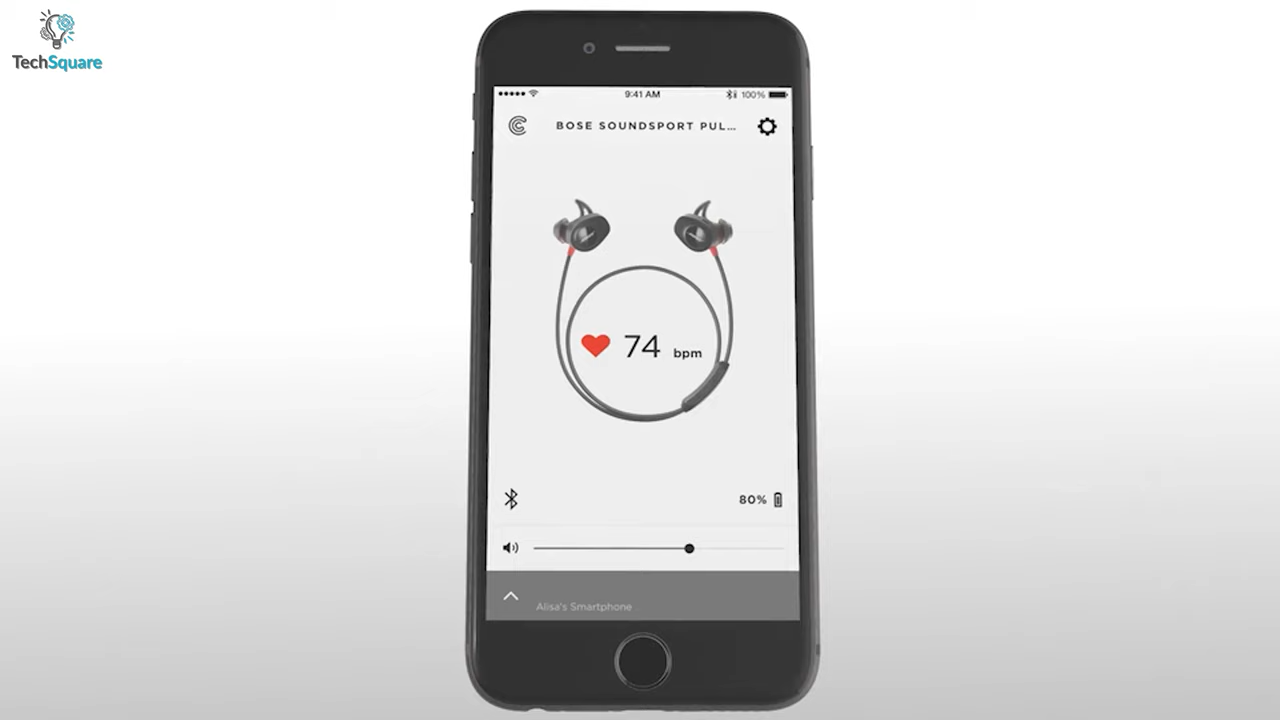 TechSquare
9:41 AM
100%
BOSE SOUNDSPORT PUL...
74 bpm
80%
Alisa's Smartphone